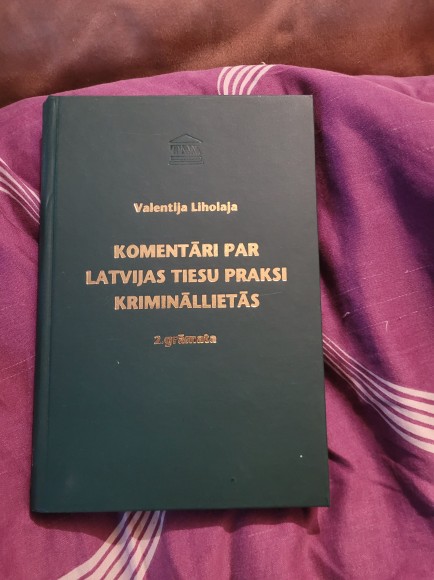 Valentija Liholaja
KOMENTĀRI PAR
LATVIJAS TIESU PRAKSI
KRIMINĀLLIETĀS
2.grāmata